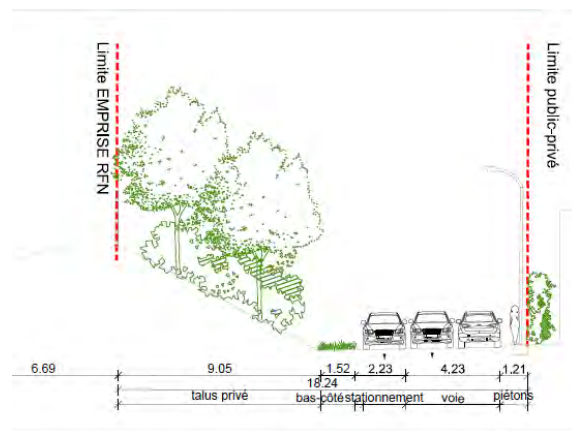 Limite EMPRISE RFN
Limite public-privé
6.69 9.05 1.52 2.23 4.23 1.21
18.24
talus privé bas-côté stationnement voie piétons